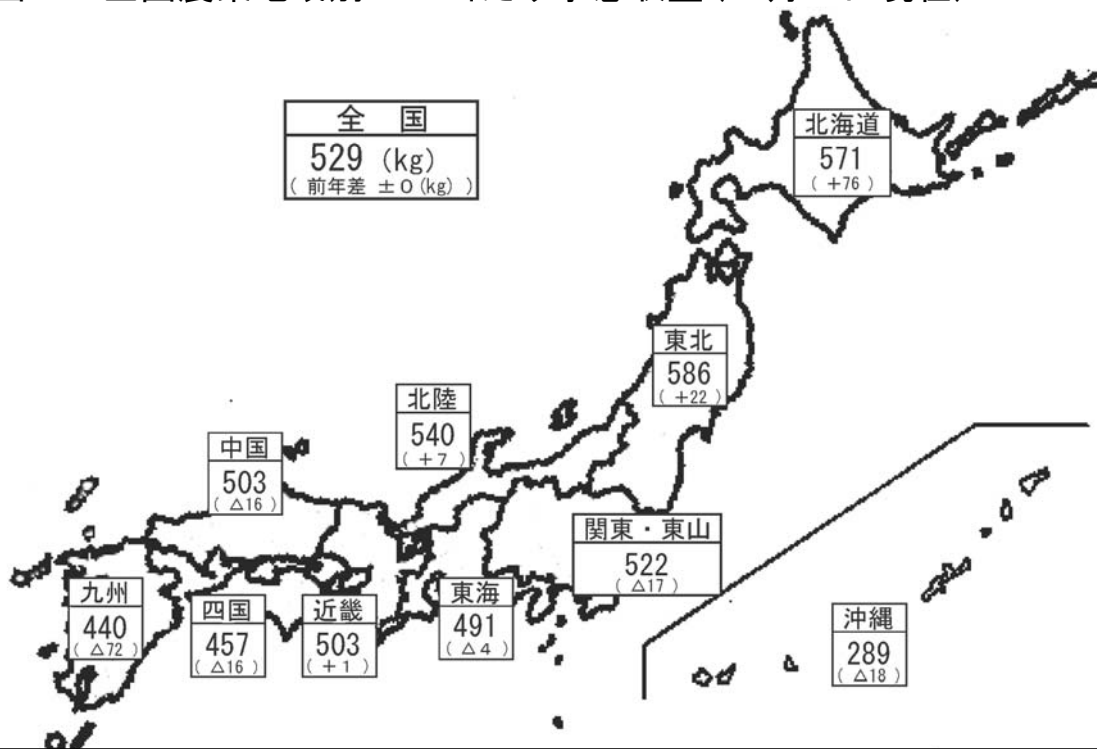 全国
529 (kg)
( 前年差 ±0 (kg) )
北海道
571
( +76 )
東北
586
( +22 )
北陸
540
( +7 )
中国
503
( △16 )
関東・東山
522
( △17 )
九州
440
( △72 )
四国
457
( △16 )
近畿
503
( +1 )
東海
491
( △4 )
沖縄
289
( △18 )